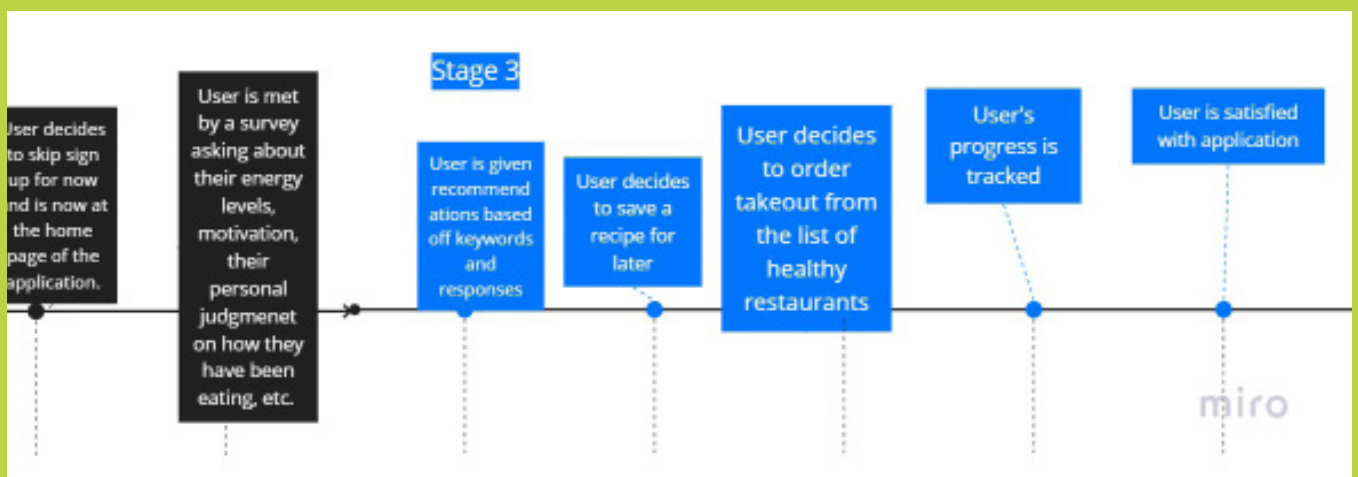 User decides
to skip sign
up for now
and is now at
the home
page of the
application.
User is met
by a survey
asking about
their energy
levels,
motivation,
their
personal
judgmenet
on how they
have been
eating, etc.
Stage 3
User is given
recommend
ations based
off keywords
and
responses
User decides
to save a
recipe for
later
User decides
to order
takeout from
the list of
healthy
restaurants
User's
progress is
tracked
User is satisfied
with application
miro